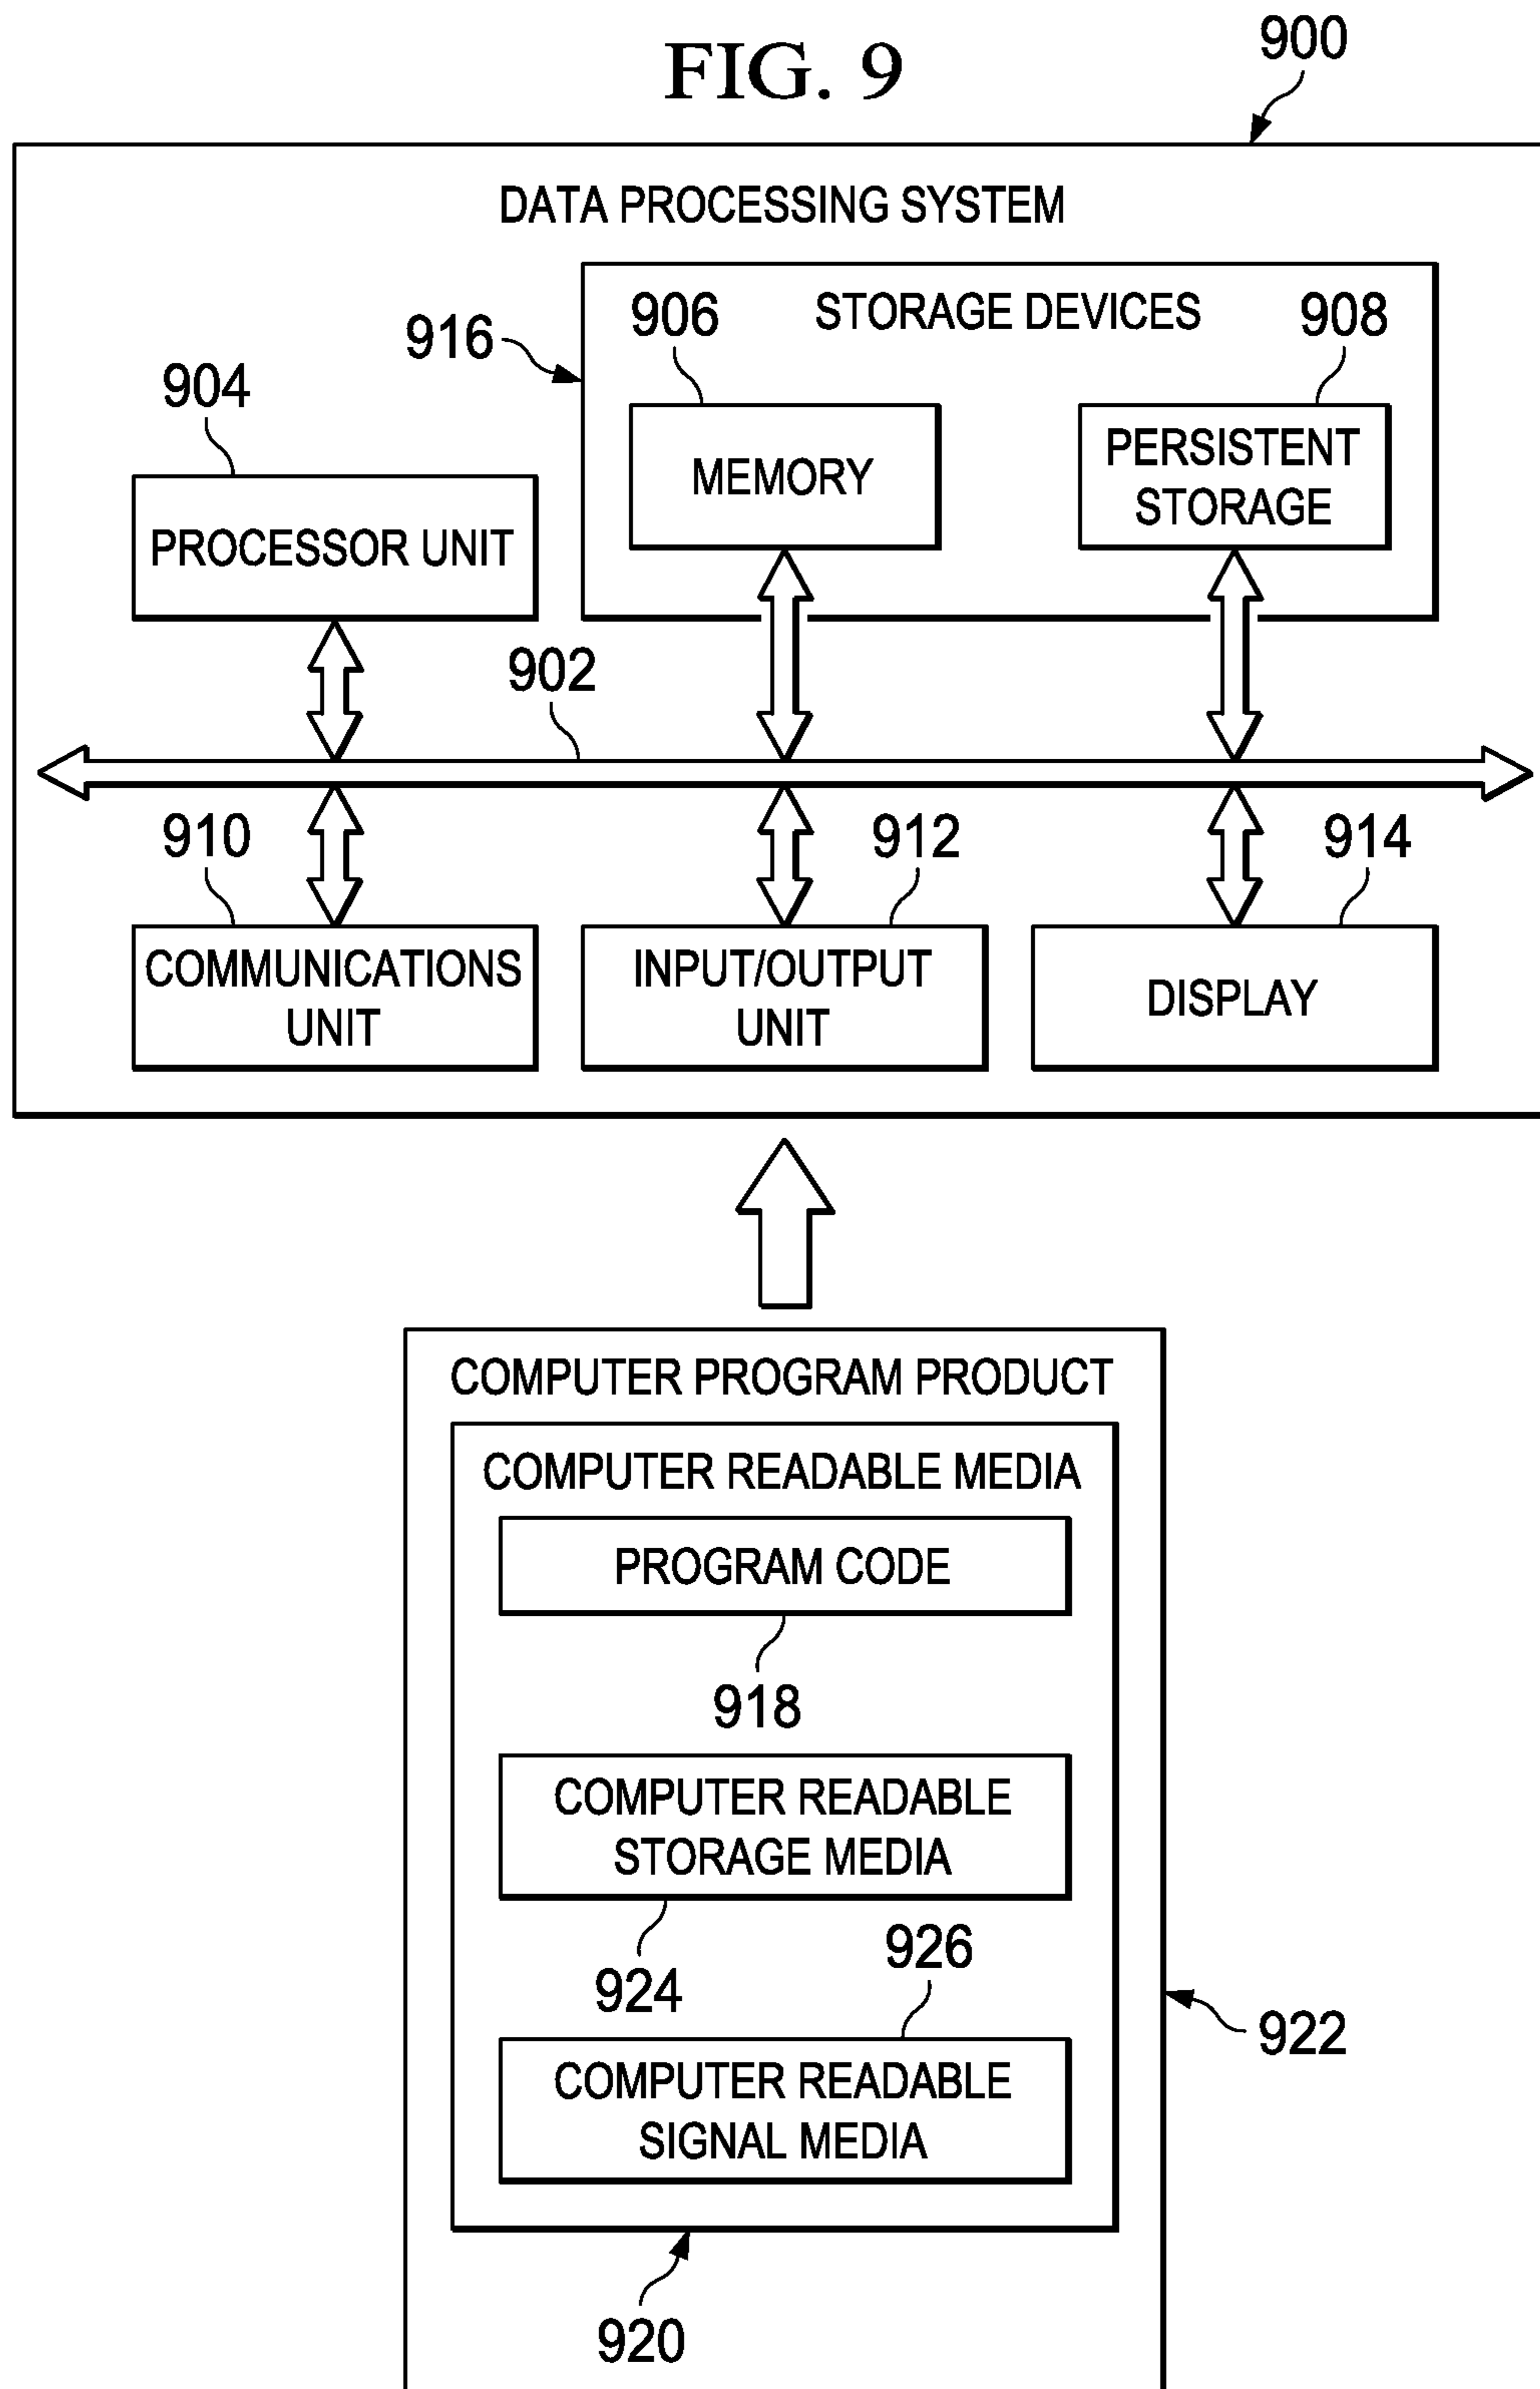 FIG. 9
900
DATA PROCESSING SYSTEM
916
906
STORAGE DEVICES
908
904
MEMORY
PERSISTENT
STORAGE
PROCESSOR UNIT
902
910
912
914
COMMUNICATIONS
UNIT
INPUT/OUTPUT
UNIT
DISPLAY
COMPUTER PROGRAM PRODUCT
COMPUTER READABLE MEDIA
PROGRAM CODE
918
COMPUTER READABLE
STORAGE MEDIA
924
926
COMPUTER READABLE
SIGNAL MEDIA
922
920